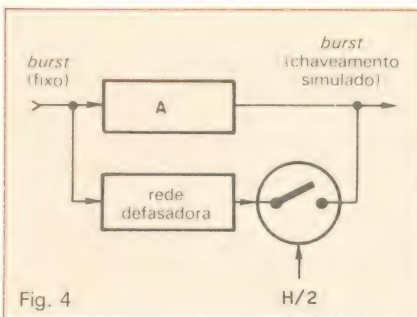 burst
(fixo)
burst
(chaveamento
simulado)
A
rede
defasadora
Fig. 4
H/2